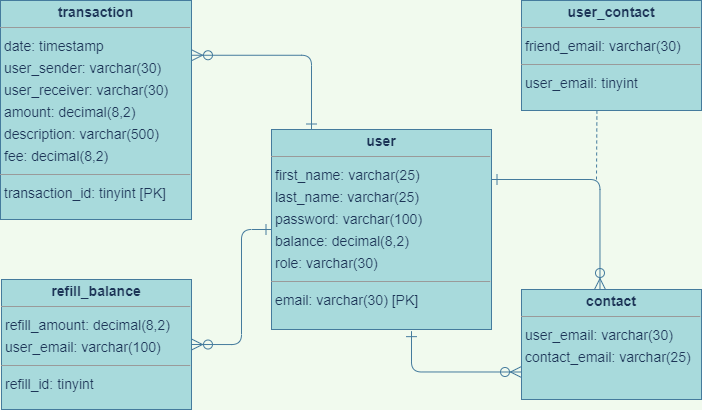 transaction
date: timestamp
user_sender: varchar(30)
user_receiver: varchar(30)
amount: decimal(8,2)
description: varchar(500)
fee: decimal(8,2)
transaction_id: tinyint [PK]
user_contact
friend_email: varchar(30)
user_email: tinyint
user
first_name: varchar(25)
last_name: varchar(25)
password: varchar(100)
balance: decimal(8,2)
role: varchar(30)
email: varchar(30) [PK]
refill_balance
refill_amount: decimal(8,2)
user_email: varchar(100)
refill_id: tinyint
contact
user_email: varchar(30)
contact_email: varchar(25)